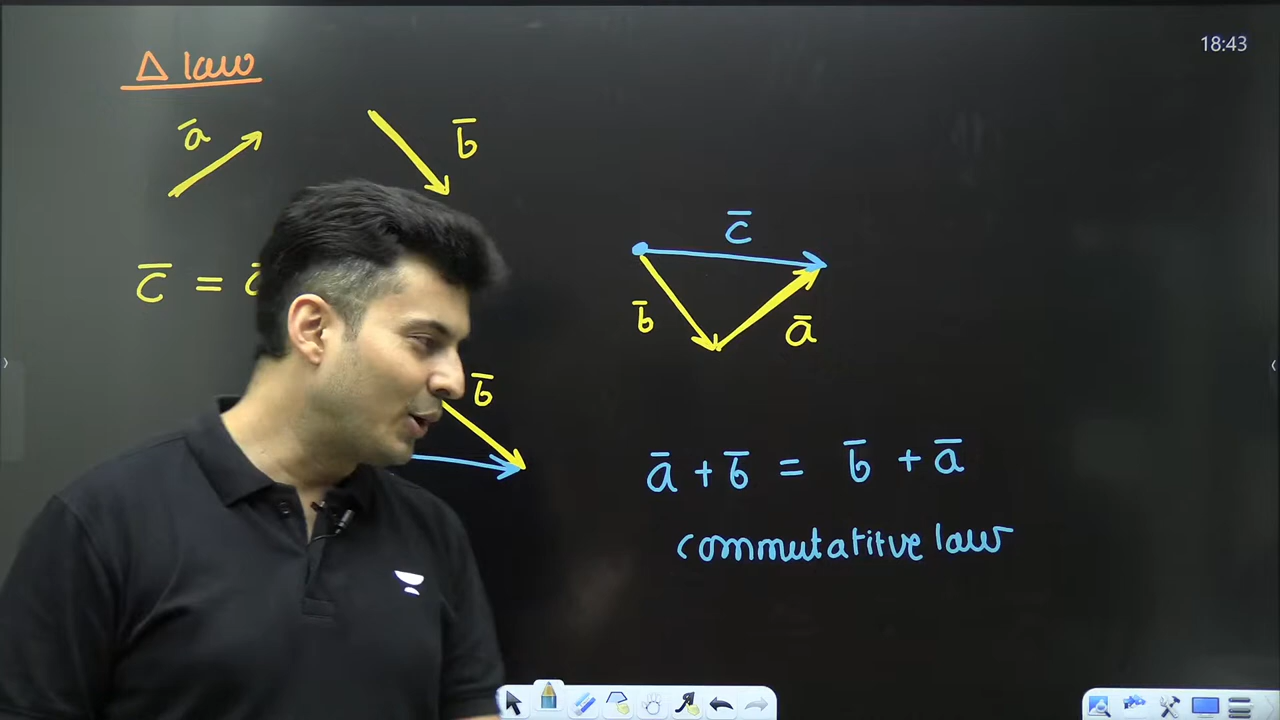 18:43
Δ law
a̅
b̅
c̅ =
c̅
b̅
a̅
b̅
a̅ + b̅ = b̅ + a̅
commutatitve law